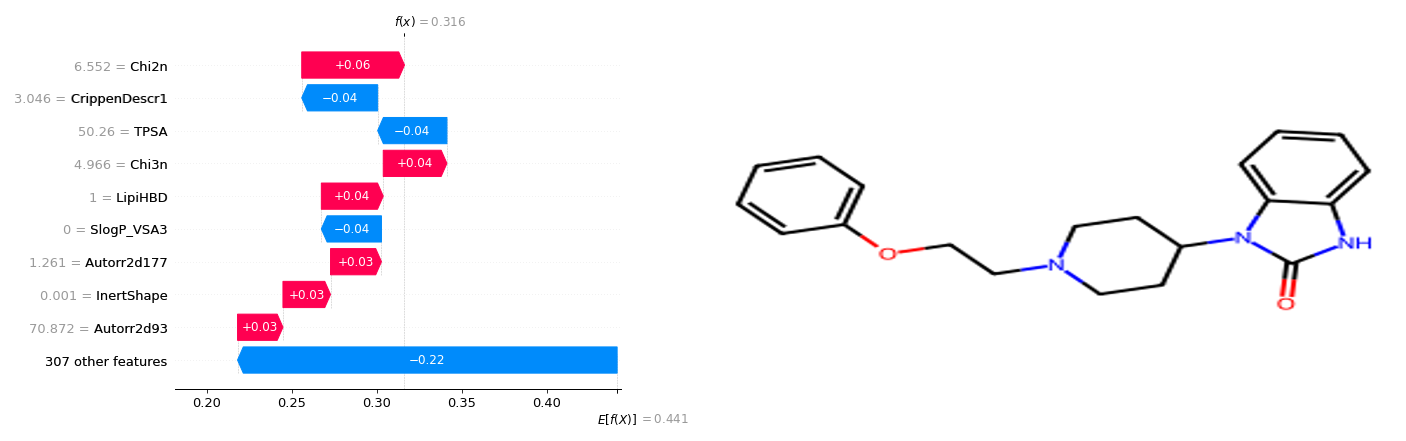 f(x) = 0.316
6.552 = Chi2n
+0.06
3.046 = CrippenDescr1
−0.04
50.26 = TPSA
−0.04
4.966 = Chi3n
+0.04
1 = LipiHBD
+0.04
0 = SlogP_VSA3
−0.04
1.261 = Autorr2d177
+0.03
0.001 = InertShape
+0.03
70.872 = Autorr2d93
+0.03
307 other features
−0.22
0.20 0.25 0.30 0.35 0.40
E[f(X)] = 0.441
O
N
N
NH
O